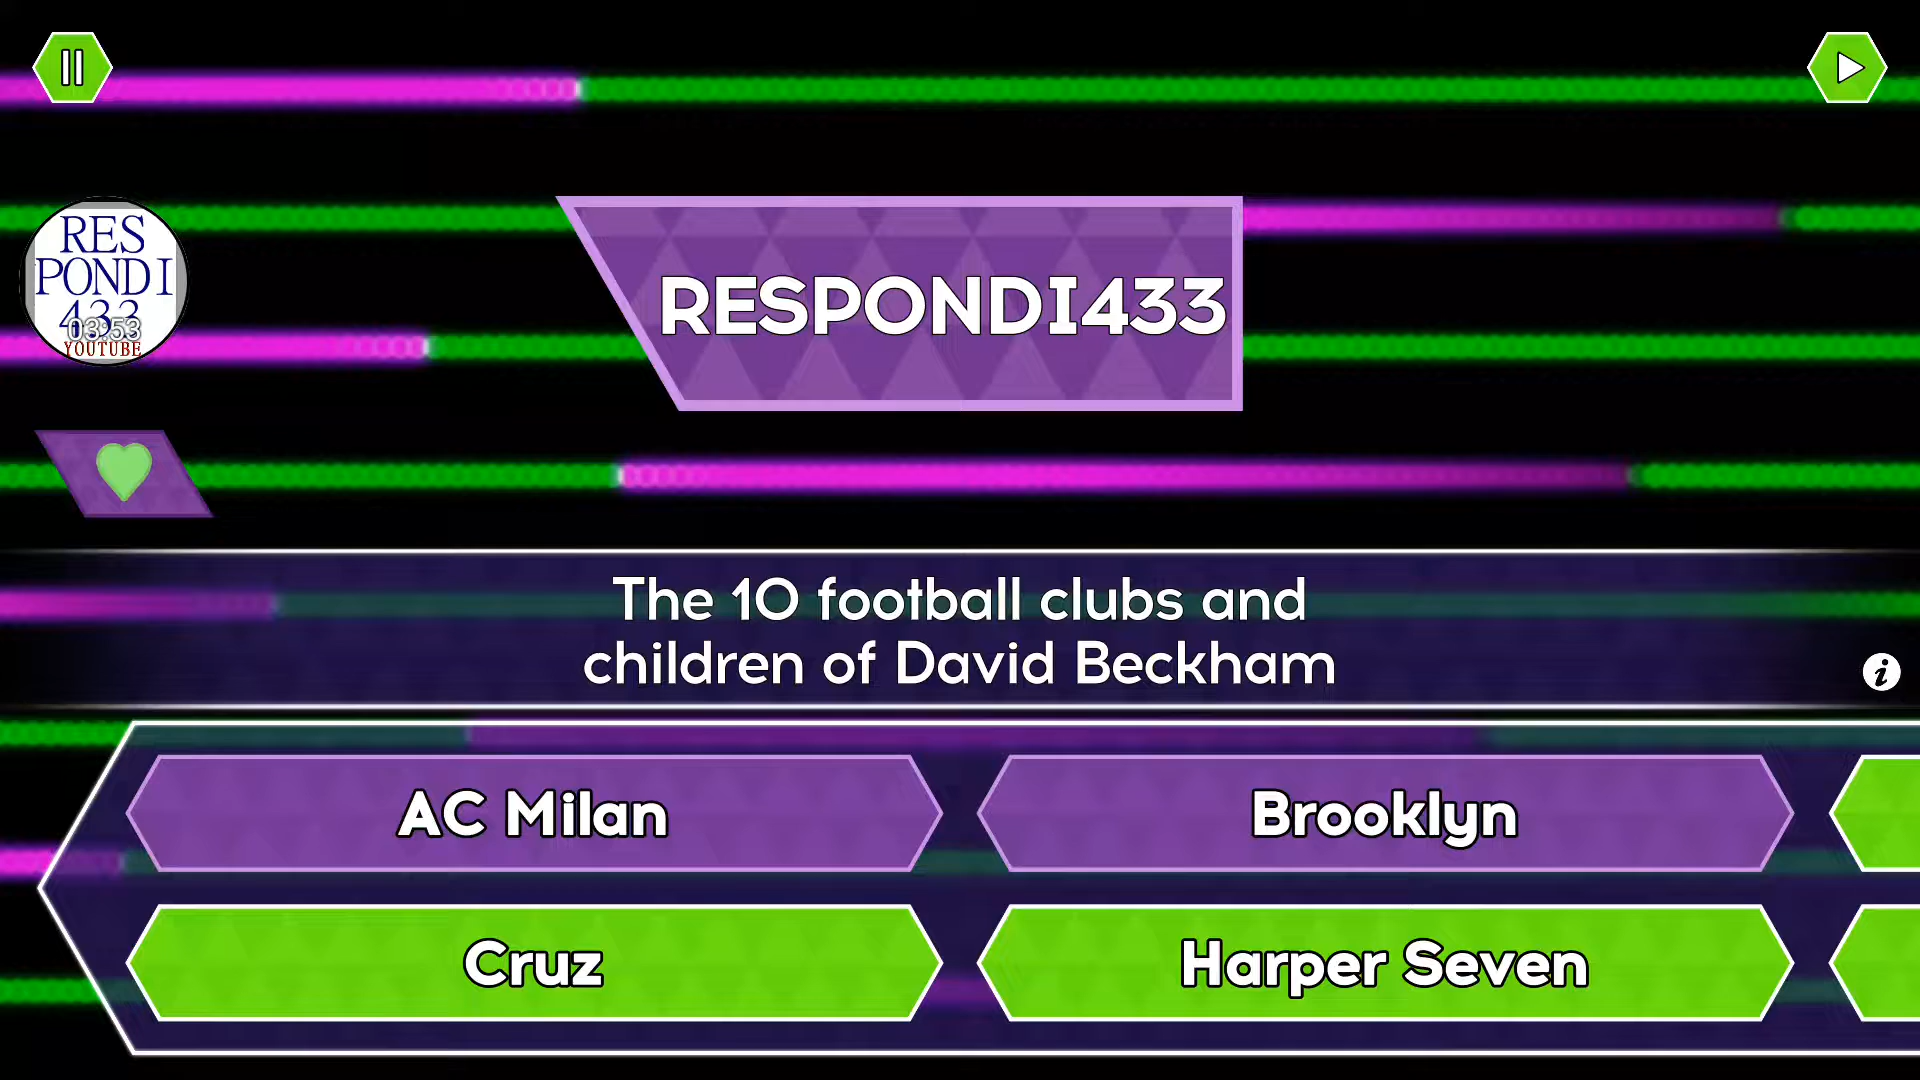 RES
PONDI
433
03:53
YOUTUBE
RESPONDI433
The 10 football clubs and
children of David Beckham
i
AC Milan
Brooklyn
Cruz
Harper Seven